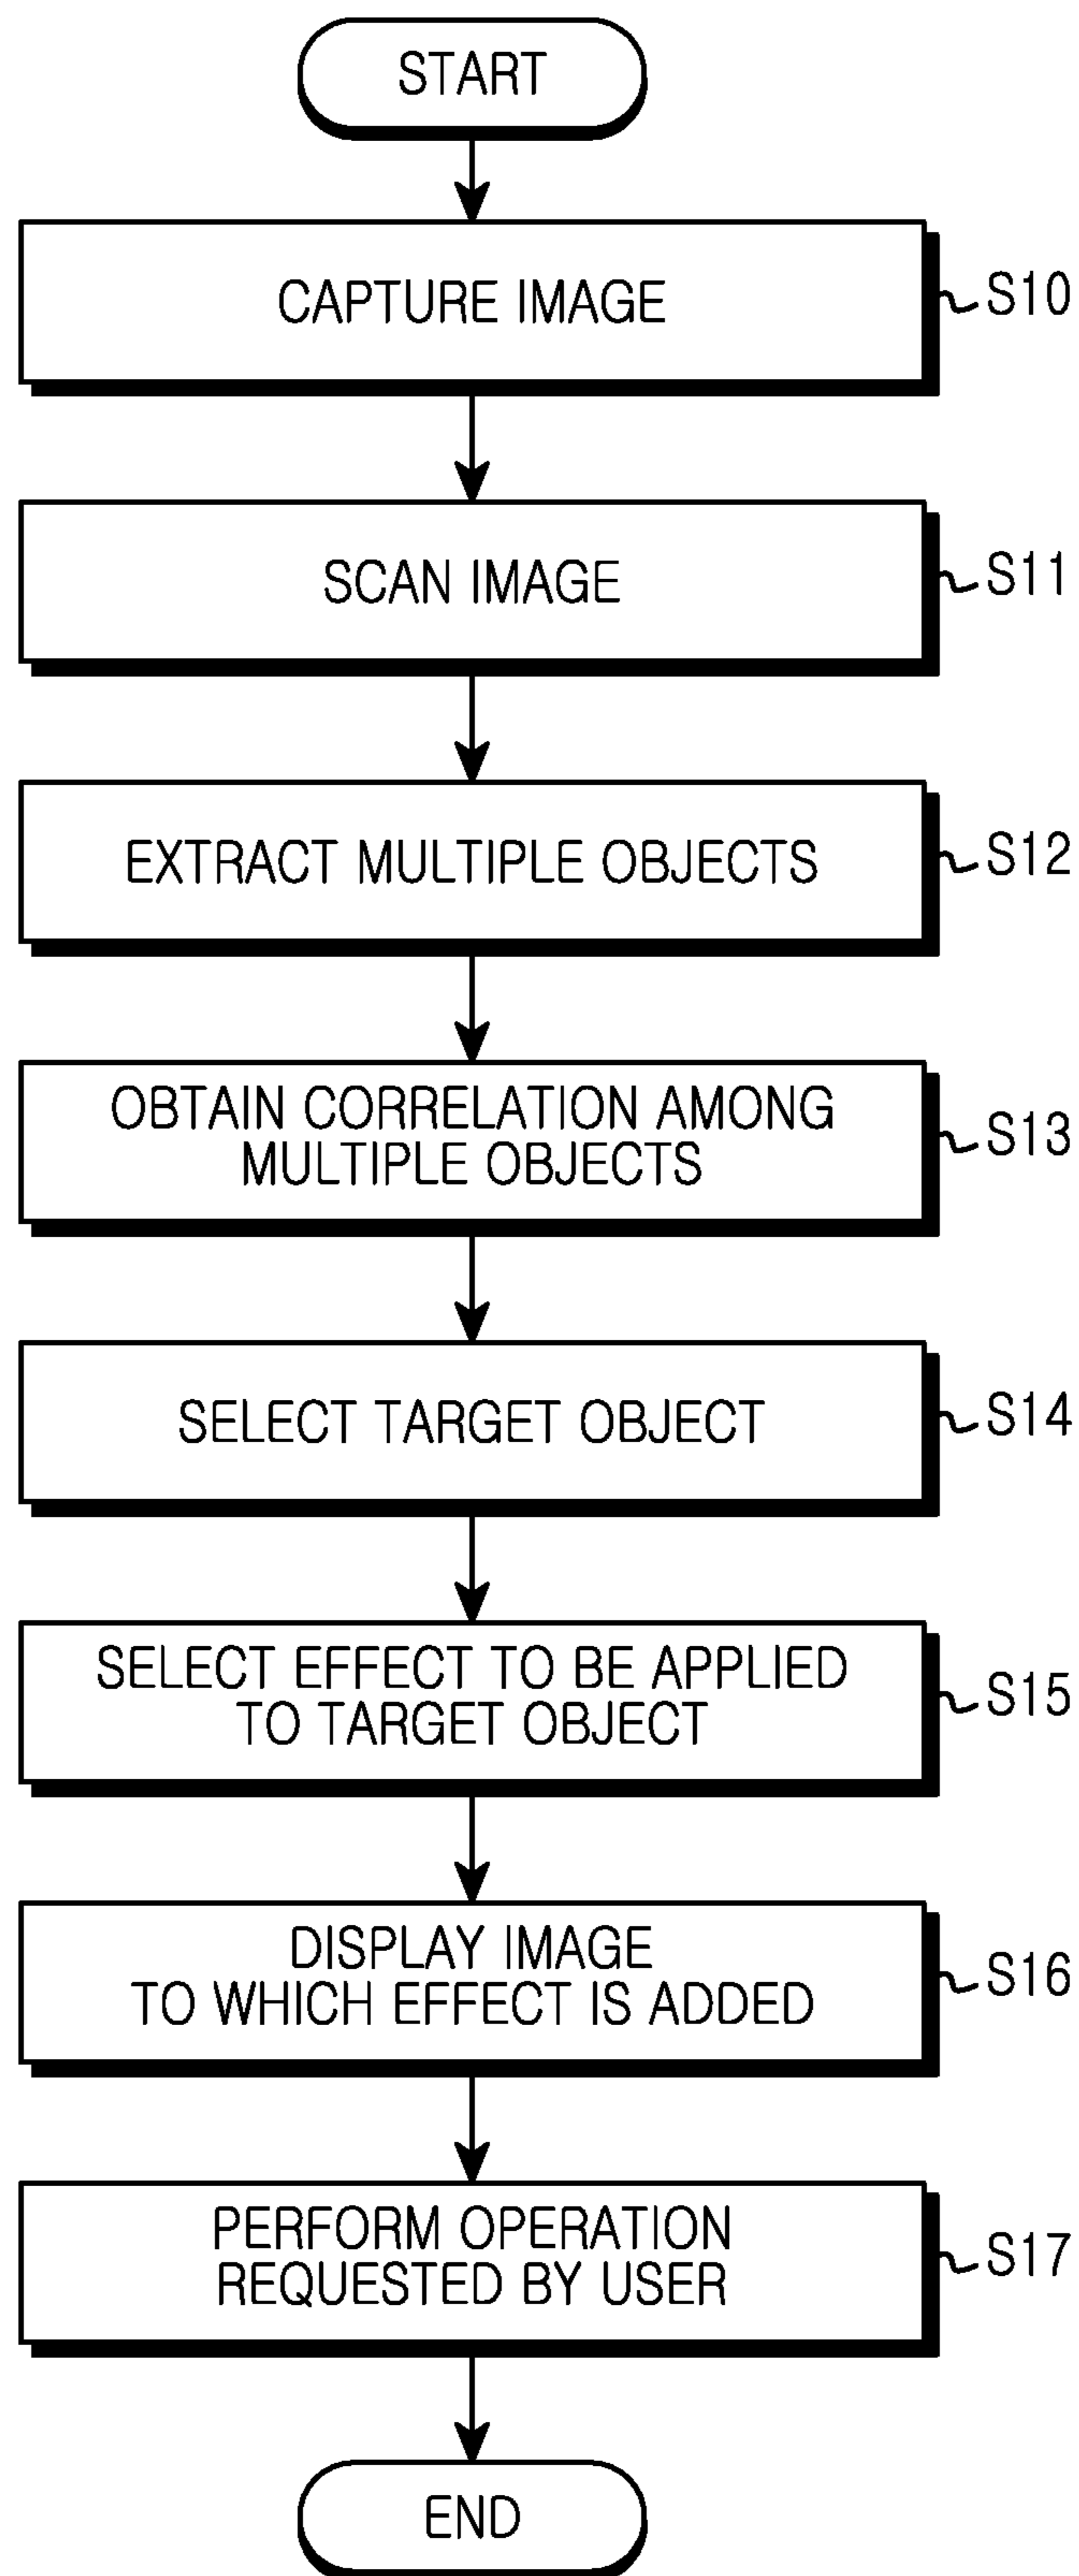 START
CAPTURE IMAGE
S10
SCAN IMAGE
S11
EXTRACT MULTIPLE OBJECTS
S12
OBTAIN CORRELATION AMONG
MULTIPLE OBJECTS
S13
SELECT TARGET OBJECT
S14
SELECT EFFECT TO BE APPLIED
TO TARGET OBJECT
S15
DISPLAY IMAGE
TO WHICH EFFECT IS ADDED
S16
PERFORM OPERATION
REQUESTED BY USER
S17
END